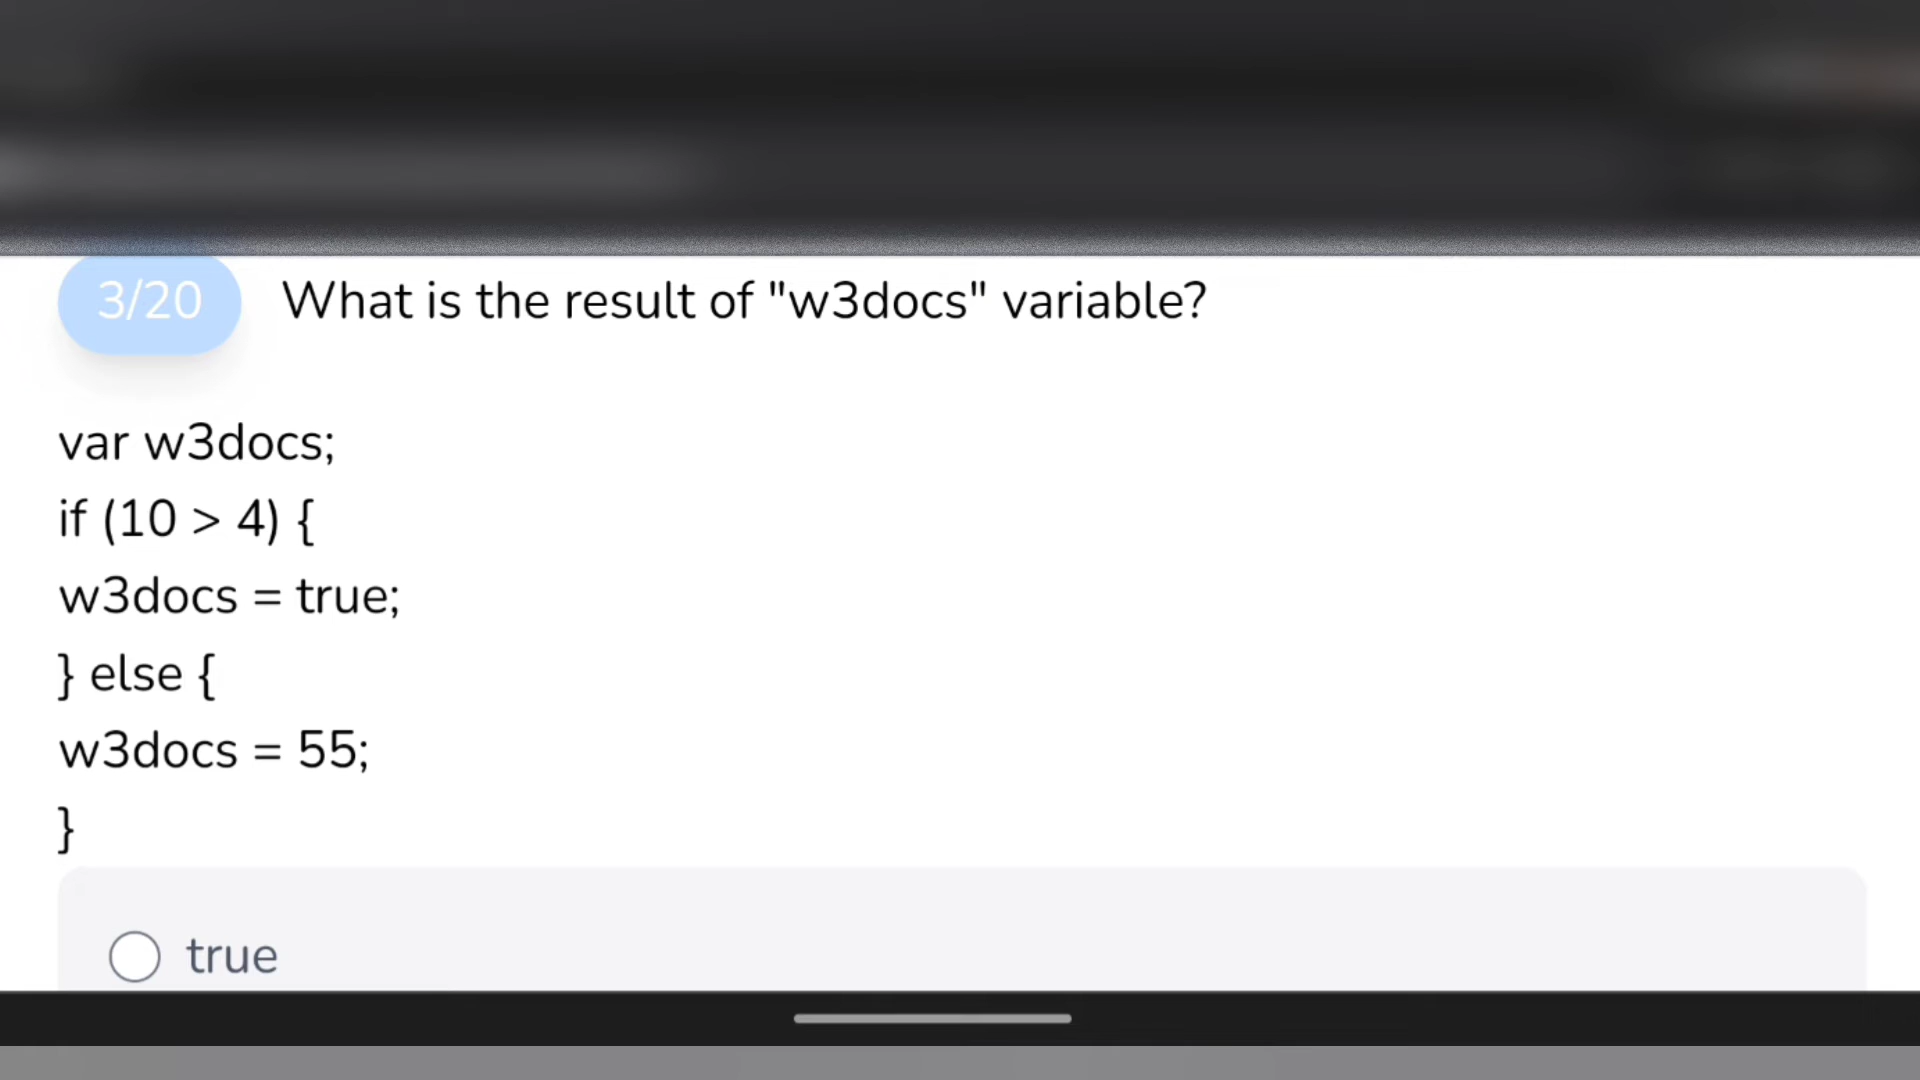 3/20 What is the result of "w3docs" variable?
var w3docs;
if (10 > 4) {
w3docs = true;
} else {
w3docs = 55;
}
true